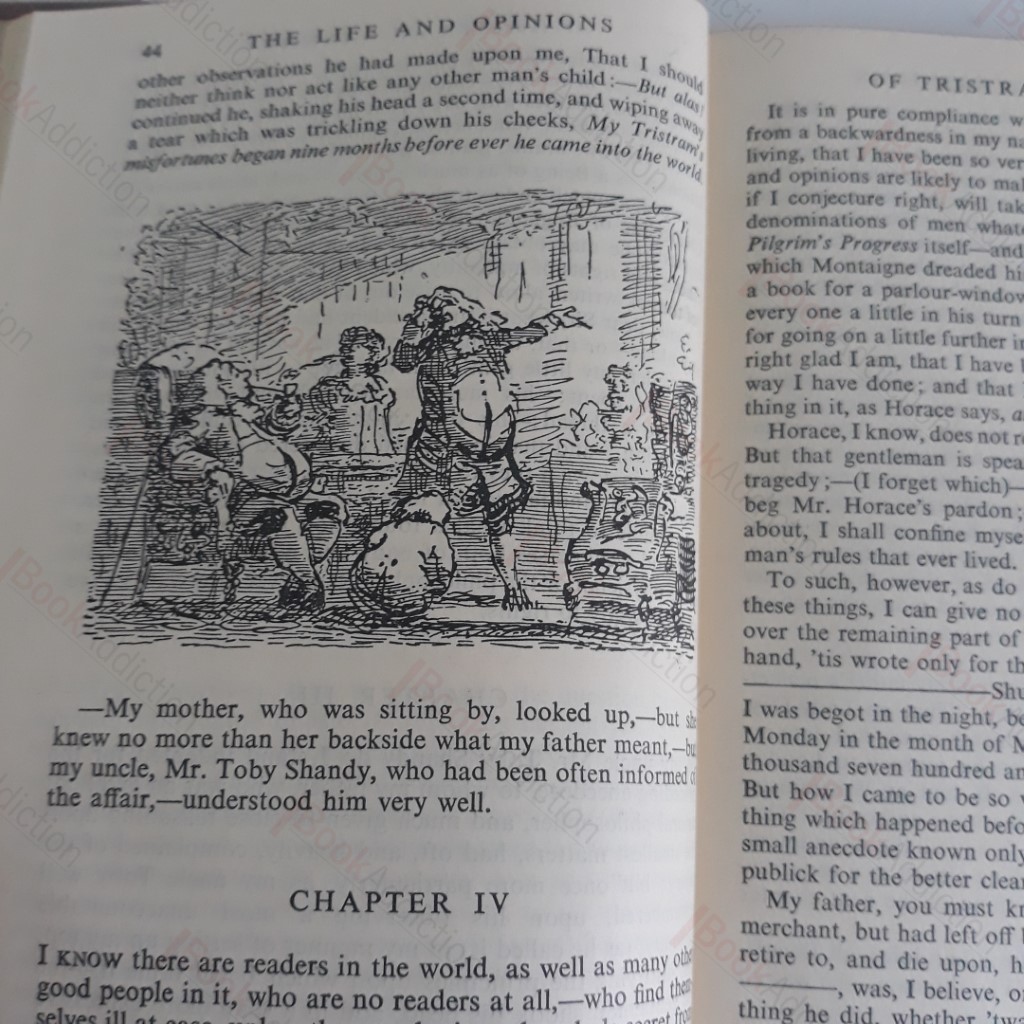 44
THE LIFE AND OPINIONS
other observations he had made upon me, That I should
neither think nor act like any other man's child:—But alas!
continued he, shaking his head a second time, and wiping away
a tear which was trickling down his cheeks, My Tristram's
misfortunes began nine months before ever he came into the world.
—My mother, who was sitting by, looked up,—but she
knew no more than her backside what my father meant,—but
my uncle, Mr. Toby Shandy, who had been often informed of
the affair,—understood him very well.
CHAPTER IV
I KNOW there are readers in the world, as well as many other
good people in it, who are no readers at all,—who find them
selves ill at
OF TRISTRA
It is in pure compliance w
from a backwardness in my na
living, that I have been so ver
and opinions are likely to mak
if I conjecture right, will tak
denominations of men whate
Pilgrim's Progress itself—and
which Montaigne dreaded his
a book for a parlour-window
every one a little in his turn
for going on a little further in
right glad I am, that I have b
way I have done; and that
thing in it, as Horace says, a
Horace, I know, does not re
But that gentleman is spea
tragedy;—(I forget which)—
beg Mr. Horace's pardon;
about, I shall confine myse
man's rules that ever lived.
To such, however, as do
these things, I can give no
over the remaining part of
hand, 'tis wrote only for th
—Shu
I was begot in the night, be
Monday in the month of M
thousand seven hundred an
But how I came to be so v
thing which happened befo
small anecdote known only
publick for the better clear
My father, you must kn
merchant, but had left off
retire to, and die upon, h
—, was, I believe, o
thing he did, whether 'tw
|BookAddiction